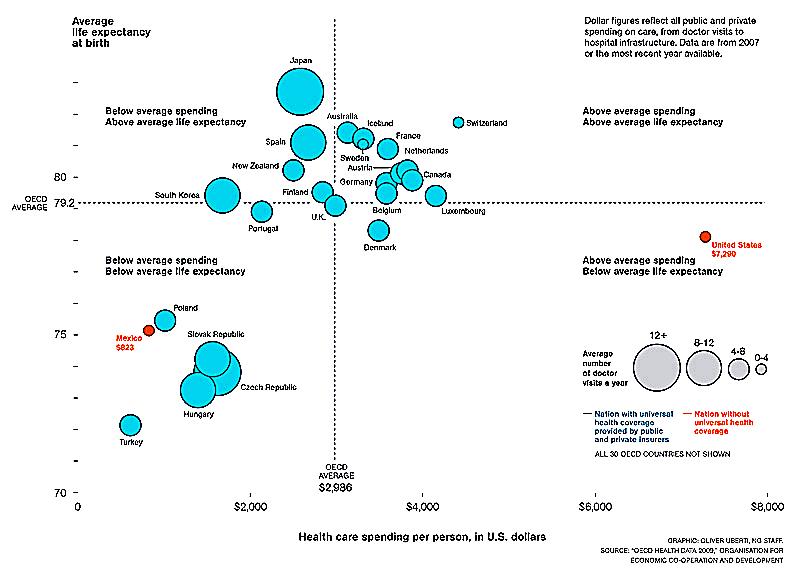 Average
life expectancy
at birth
Dollar figures reflect all public and private
spending on care, from doctor visits to
hospital infrastructure. Data are from 2007
or the most recent year available.
Japan
Below average spending
Above average life expectancy
Above average spending
Above average life expectancy
Australia
Iceland
Switzerland
Spain
France
Sweden
Netherlands
New Zealand
Austria
Canada
80
Germany
South Korea
Finland
OECD
AVERAGE
79.2
U.K.
Belgium
Luxembourg
Portugal
Denmark
United States
$7,290
Below average spending
Below average life expectancy
Above average spending
Below average life expectancy
Poland
Mexico
$823
75
Slovak Republic
12+
8-12
4-8
0-4
Average
number
of doctor
visits a year
Czech Republic
Hungary
Turkey
Nation with universal
health coverage
provided by public
and private insurers
Nation without
universal health
coverage
ALL 30 OECD COUNTRIES NOT SHOWN
OECD
AVERAGE
$2,986
70
0
$2,000
$4,000
$6,000
$8,000
Health care spending per person, in U.S. dollars
GRAPHIC: OLIVER UBERTI, NG STAFF.
SOURCE: "OECD HEALTH DATA 2009," ORGANISATION FOR
ECONOMIC CO-OPERATION AND DEVELOPMENT